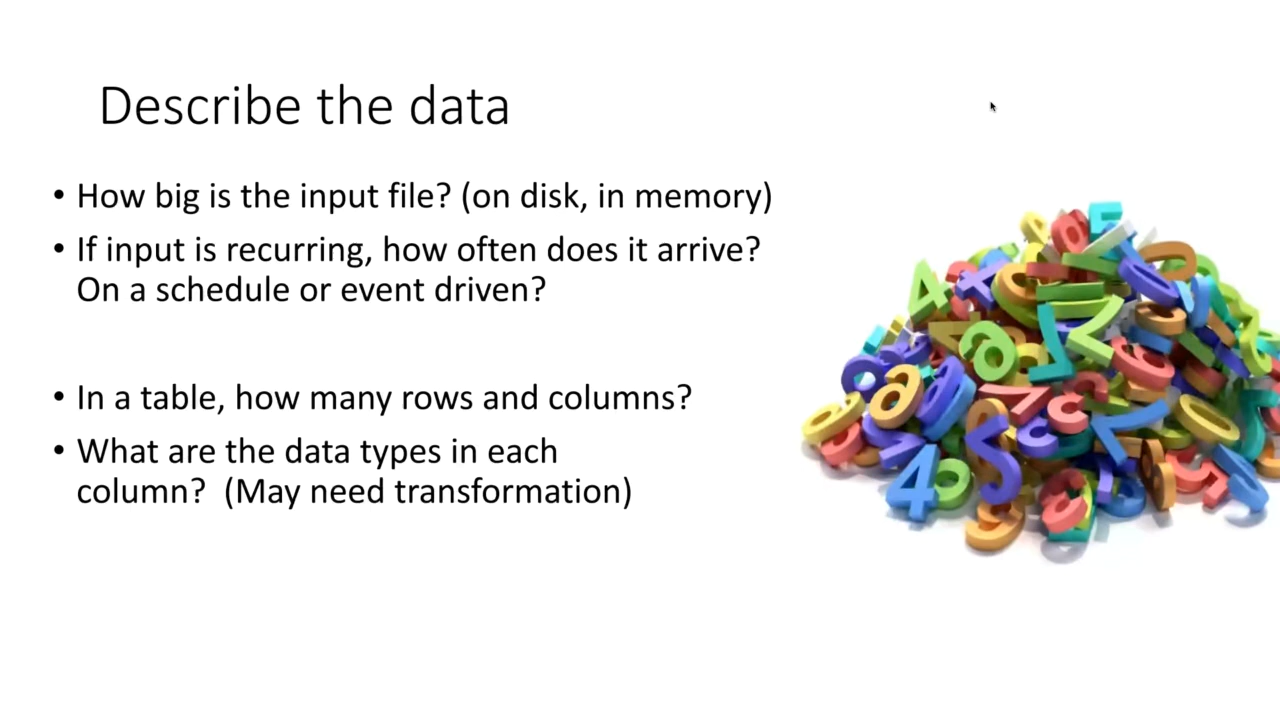 Describe the data
• How big is the input file? (on disk, in memory)
• If input is recurring, how often does it arrive?
On a schedule or event driven?
• In a table, how many rows and columns?
• What are the data types in each
column?  (May need transformation)